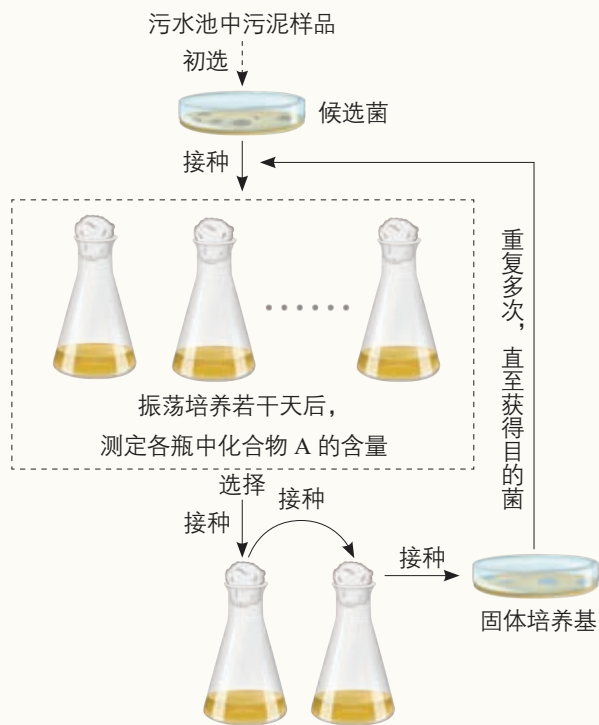 污水池中污泥样品
初选
候选菌
接种
重复多次，直至获得目的菌
振荡培养若干天后，
测定各瓶中化合物 A 的含量
选择
接种
接种
接种
固体培养基